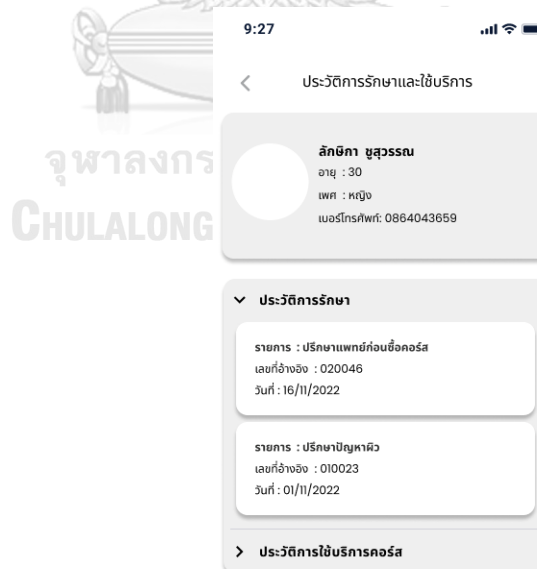 9:27
ประวัติการรักษาและใช้บริการ
ลักษิกา ชูสุวรรณ
อายุ : 30
เพศ : หญิง
เบอร์โทรศัพท์: 0864043659
จุฬาลงกร
CHULALONG
ประวัติการรักษา
รายการ : ปรึกษาแพทย์ก่อนซื้อคอร์ส
เลขที่อ้างอิง : 020046
วันที่ : 16/11/2022
รายการ : ปรึกษาปัญหาผิว
เลขที่อ้างอิง : 010023
วันที่ : 01/11/2022
ประวัติการใช้บริการคอร์ส